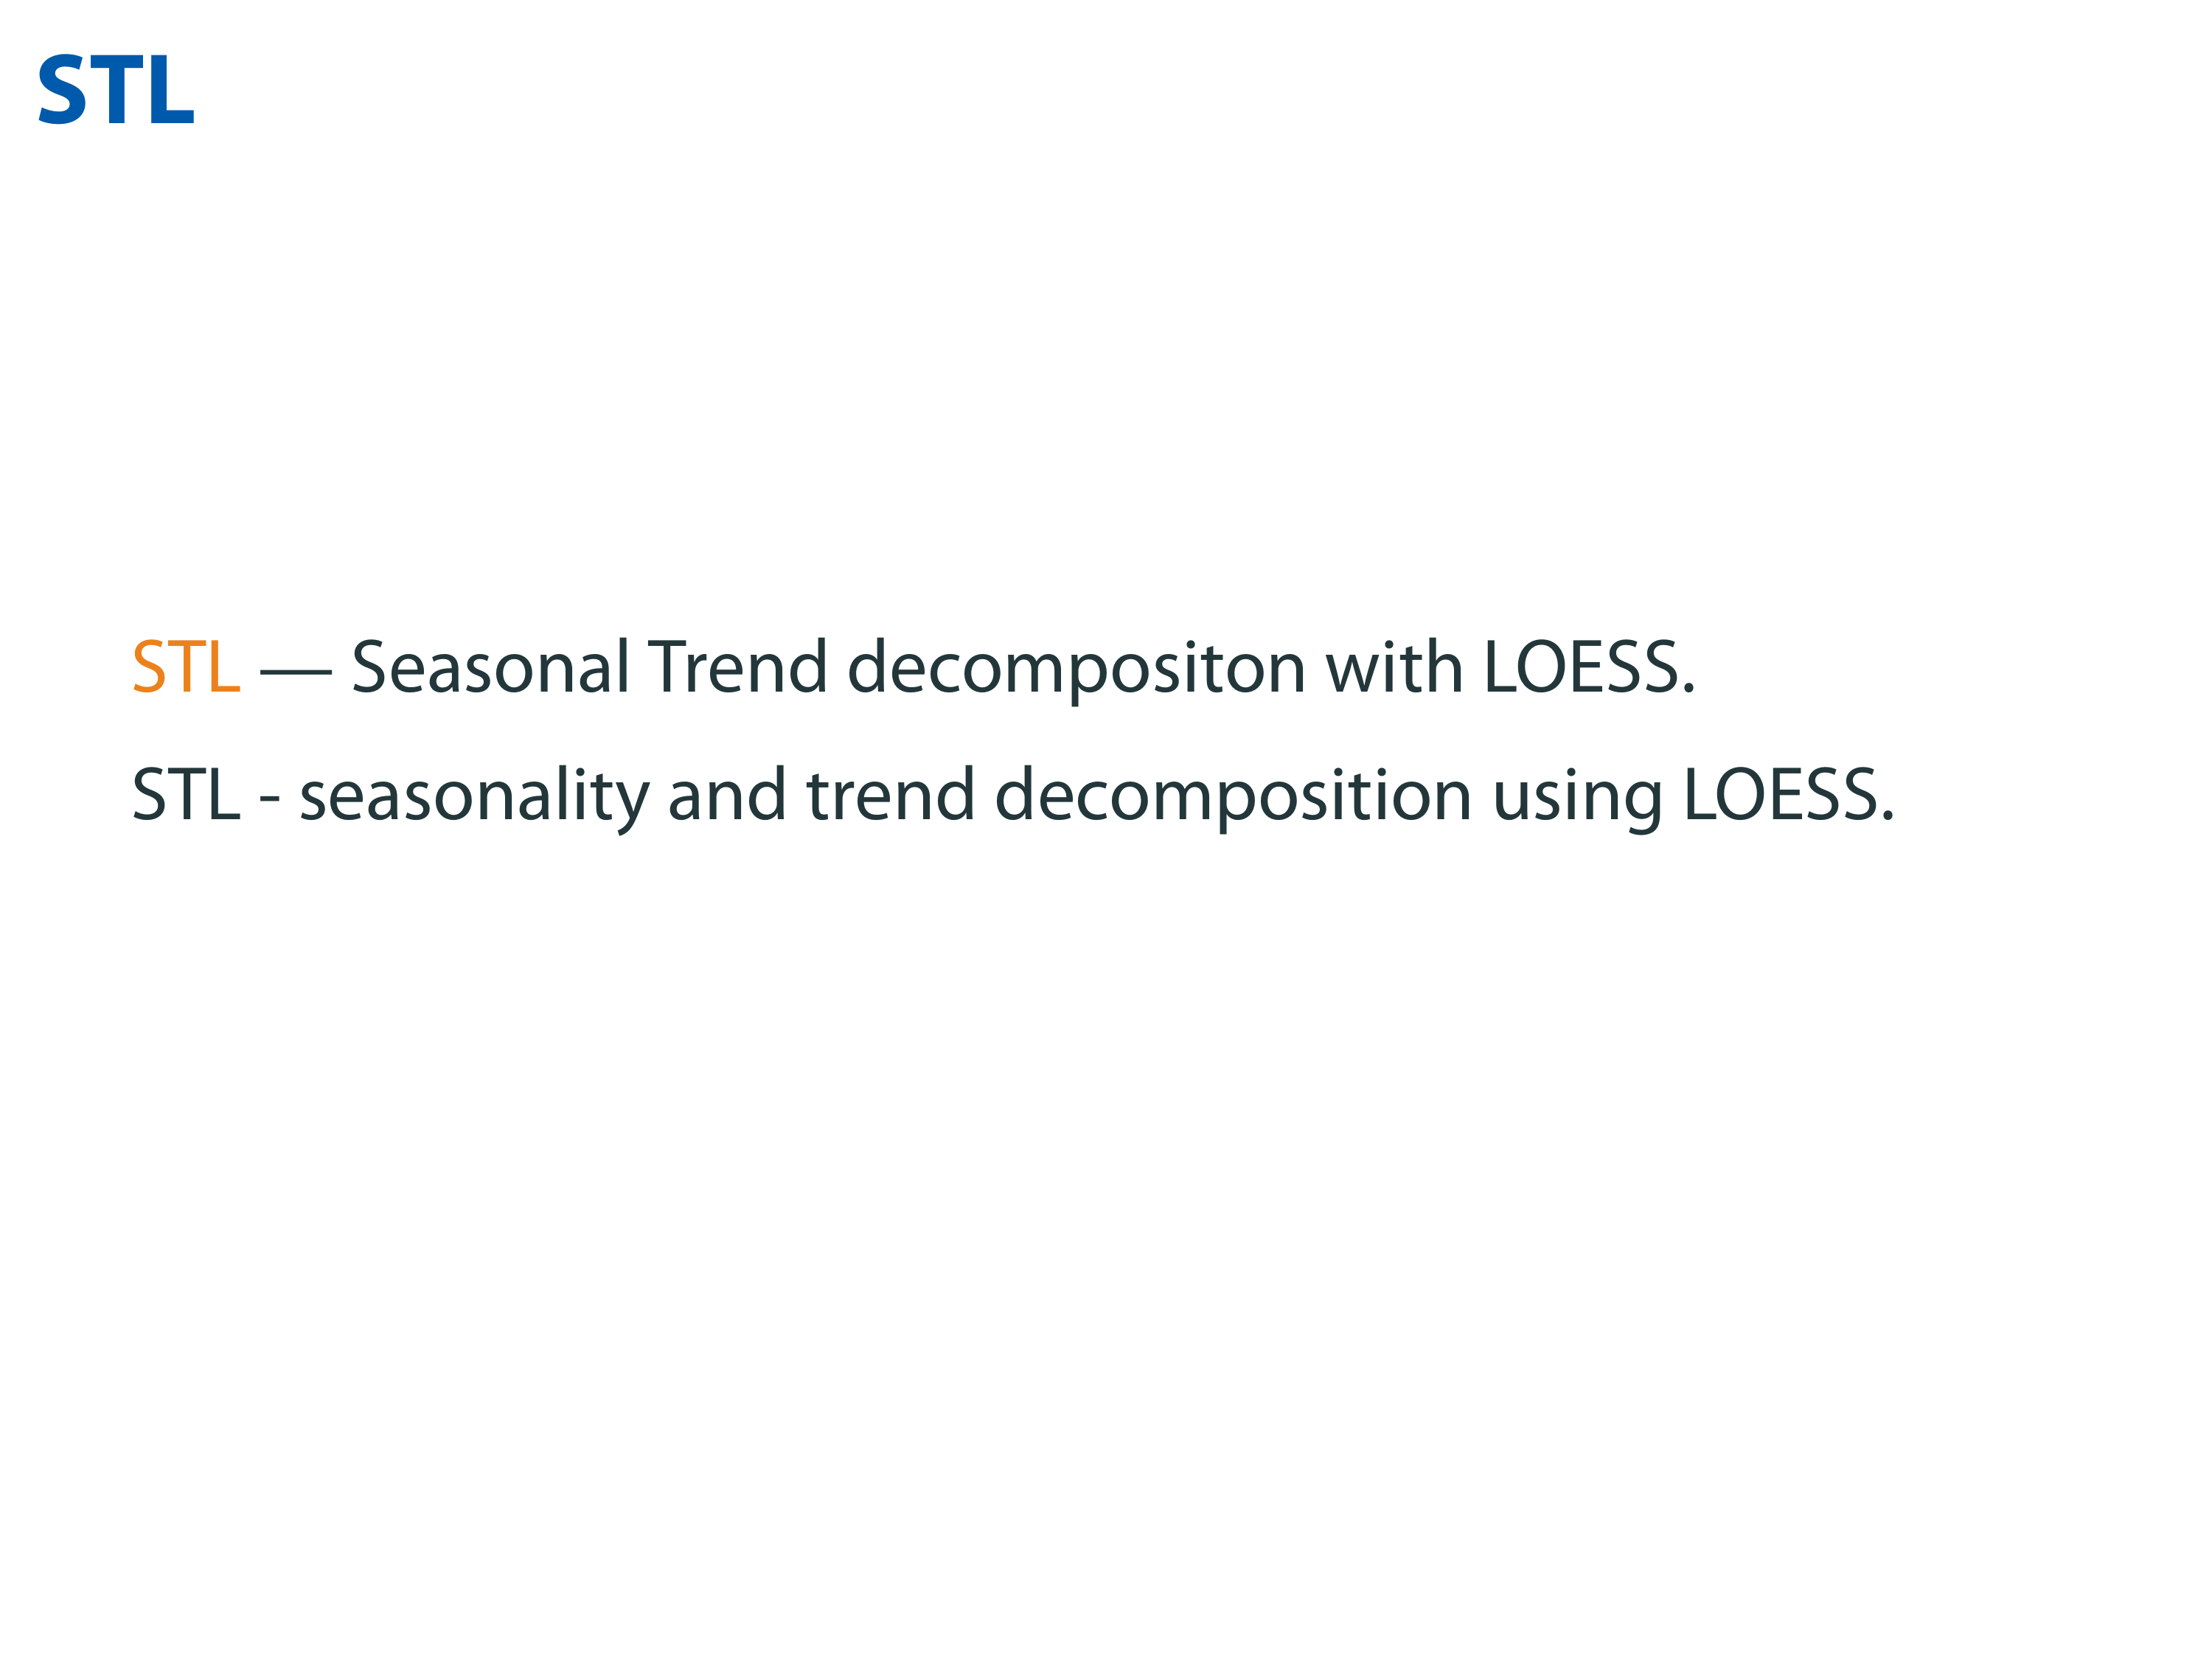 STL
STL — Seasonal Trend decompositon with LOESS.
STL - seasonality and trend decomposition using LOESS.